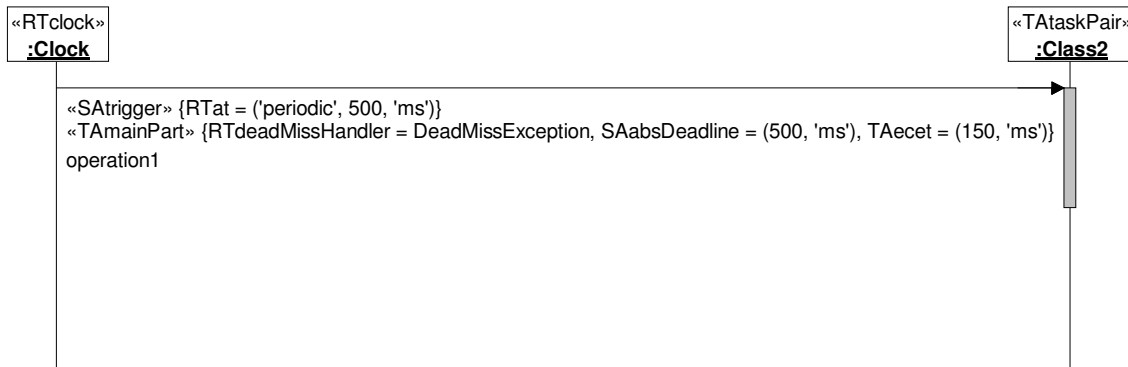 «RTclock»
:Clock
«TAtaskPair»
:Class2
«SAtrigger» {RTat = ('periodic', 500, 'ms')}
«TAmainPart» {RTdeadMissHandler = DeadMissException, SAabsDeadline = (500, 'ms'), TAecet = (150, 'ms')}
operation1